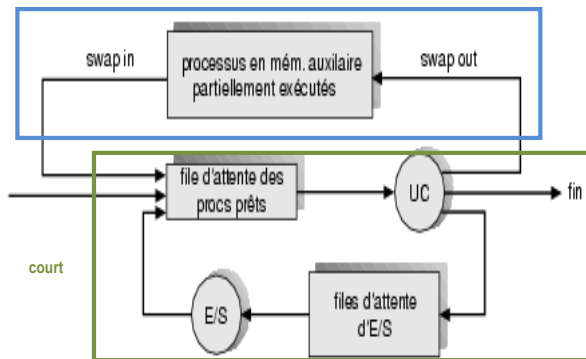 swap in
processus en mém. auxilaire
partiellement exécutés
swap out
file d'attente des
procs prêts
UC
fin
court
E/S
files d'attente
d'E/S